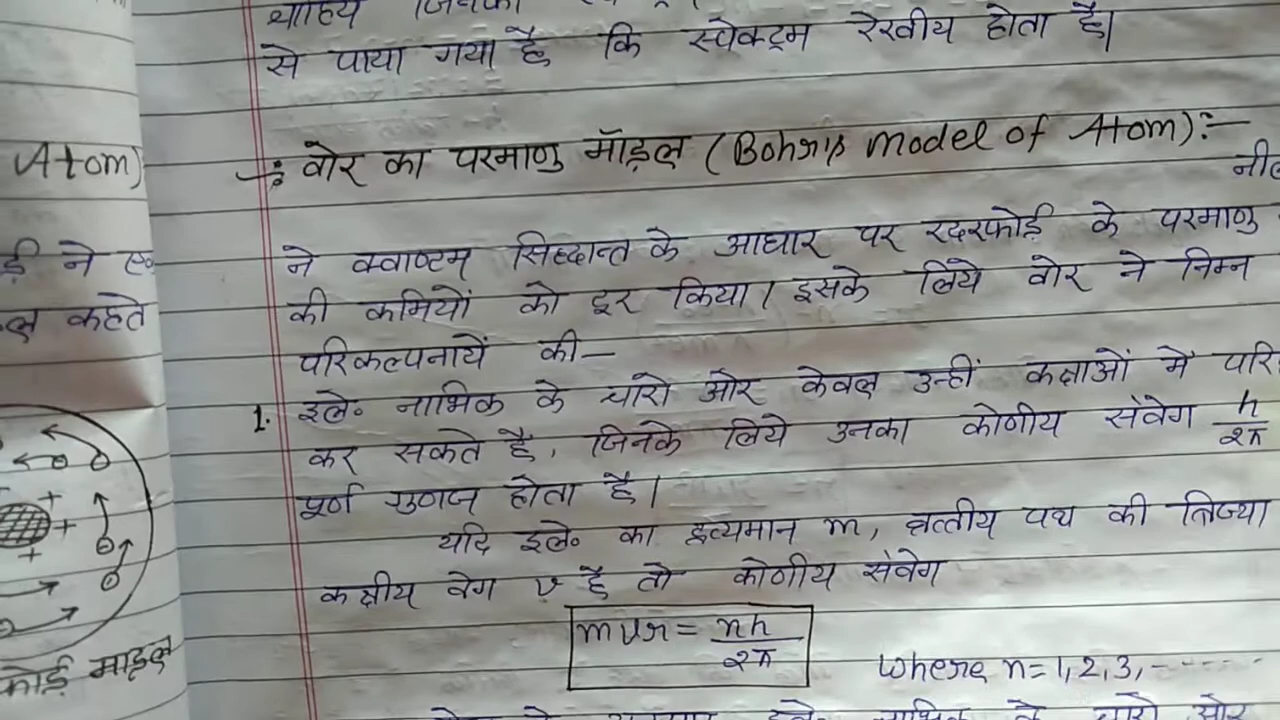 से पाया गया है कि स्पेक्ट्रम रेखीय होता है।
बोर का परमाणु मॉड़ल (Bohr's Model of Atom):—
नील
ने क्वाण्टम सिध्दान्त के आधार पर रदरफोर्ड के परमाणु
की कमियों को दूर किया। इसके लिये बोर ने निम्न
परिकल्पनायें की—
1. इले० नाभिक के चारो ओर केवल उन्हीं कक्षाओं में परि
कर सकते है, जिनके लिये उनका कोणीय संवेग h/2π
पूर्ण गुणज होता है।
यदि इले० का द्रव्यमान m, वृत्तीय पथ की त्रिज्या
कक्षीय वेग v है तो कोणीय संवेग
mvr = nh/2π
where n=1,2,3,-----
Atom)
र्ड ने
ल कहते
फोर्ड माड़ल